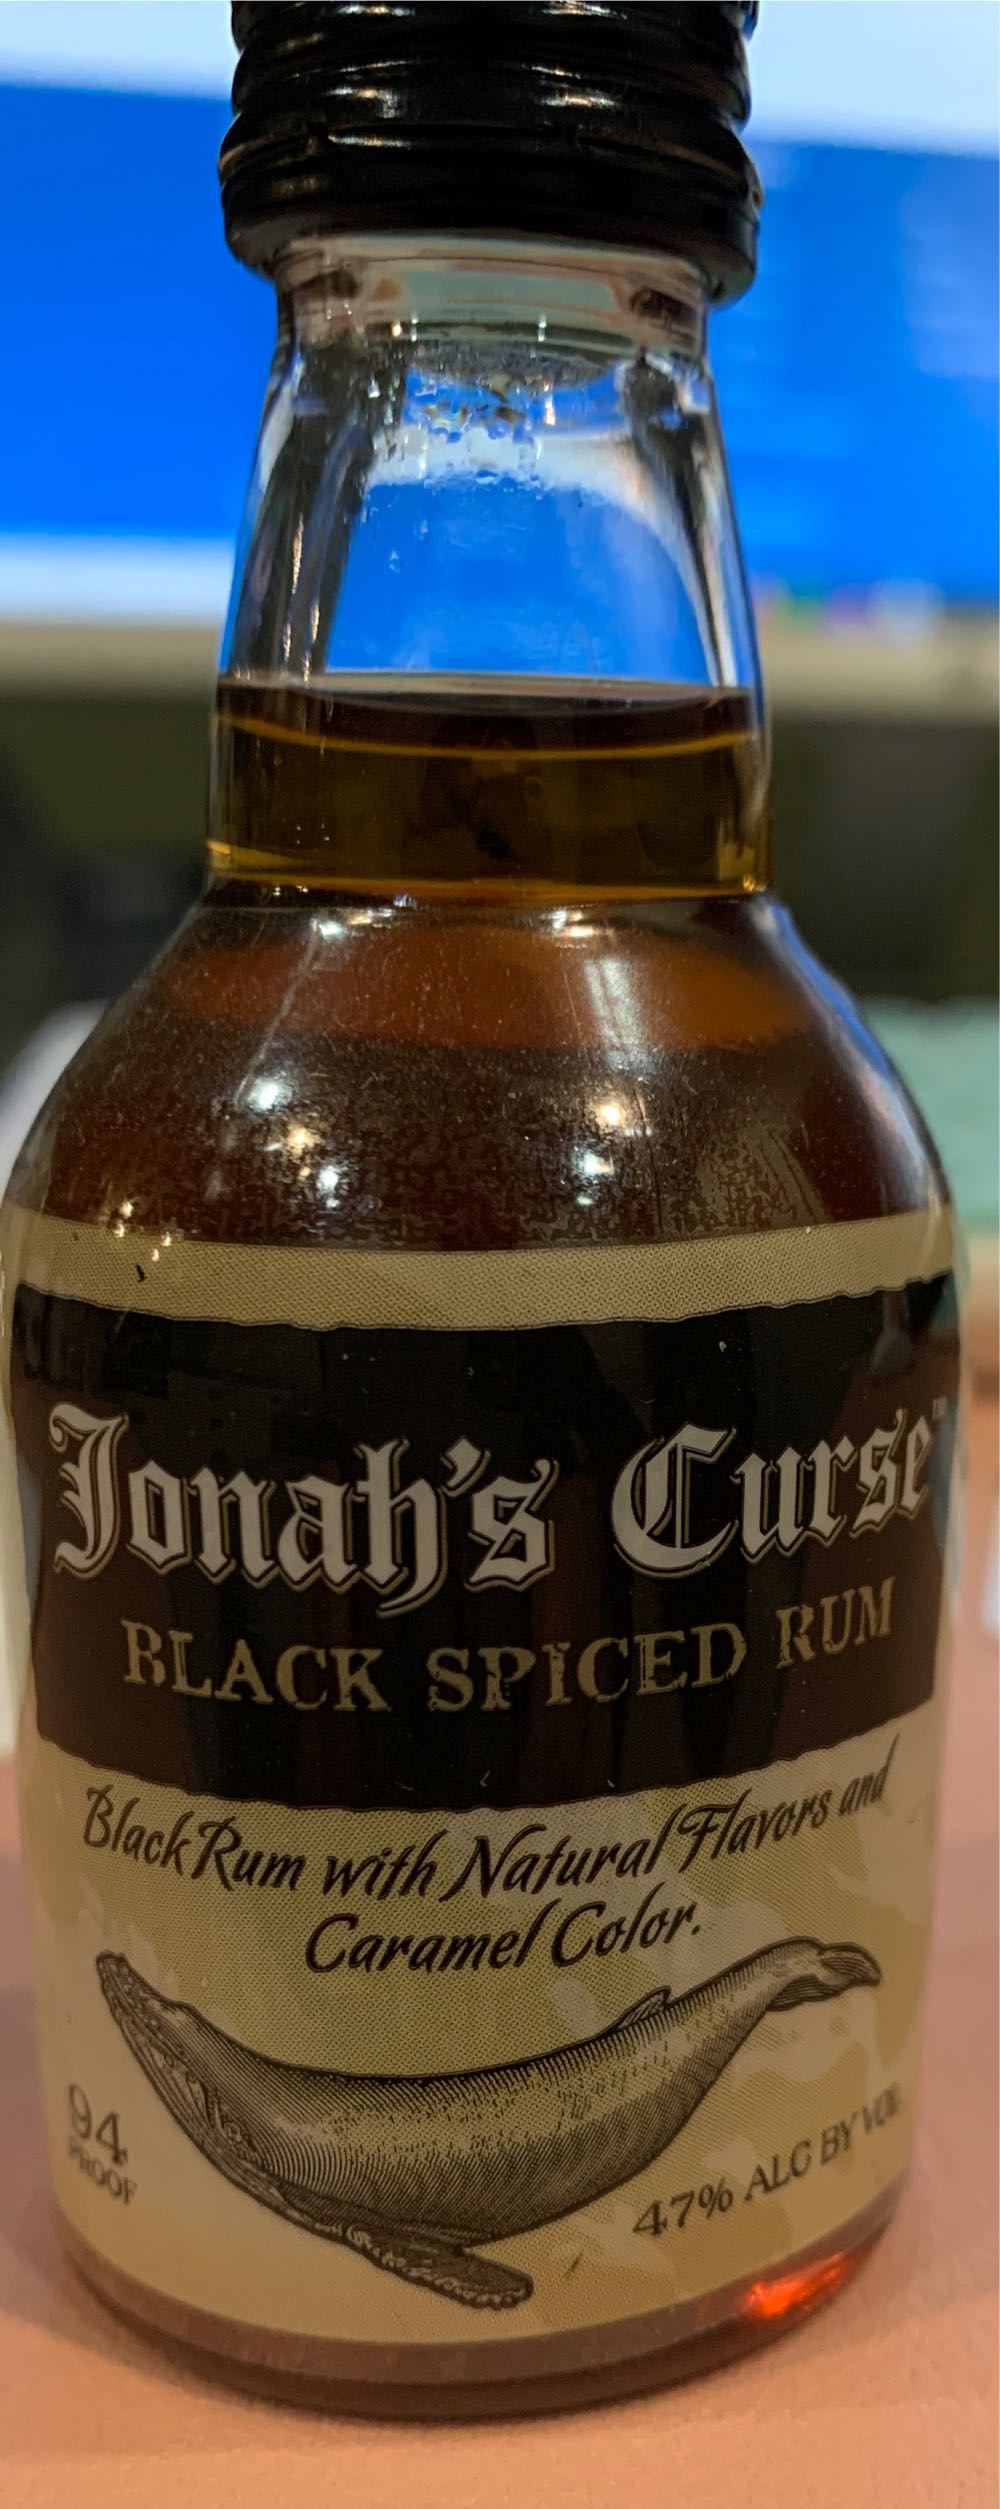 Jonah's Curse™
BLACK SPICED RUM
Black Rum with Natural Flavors and
Caramel Color.
94
PROOF
47% ALC BY VOL